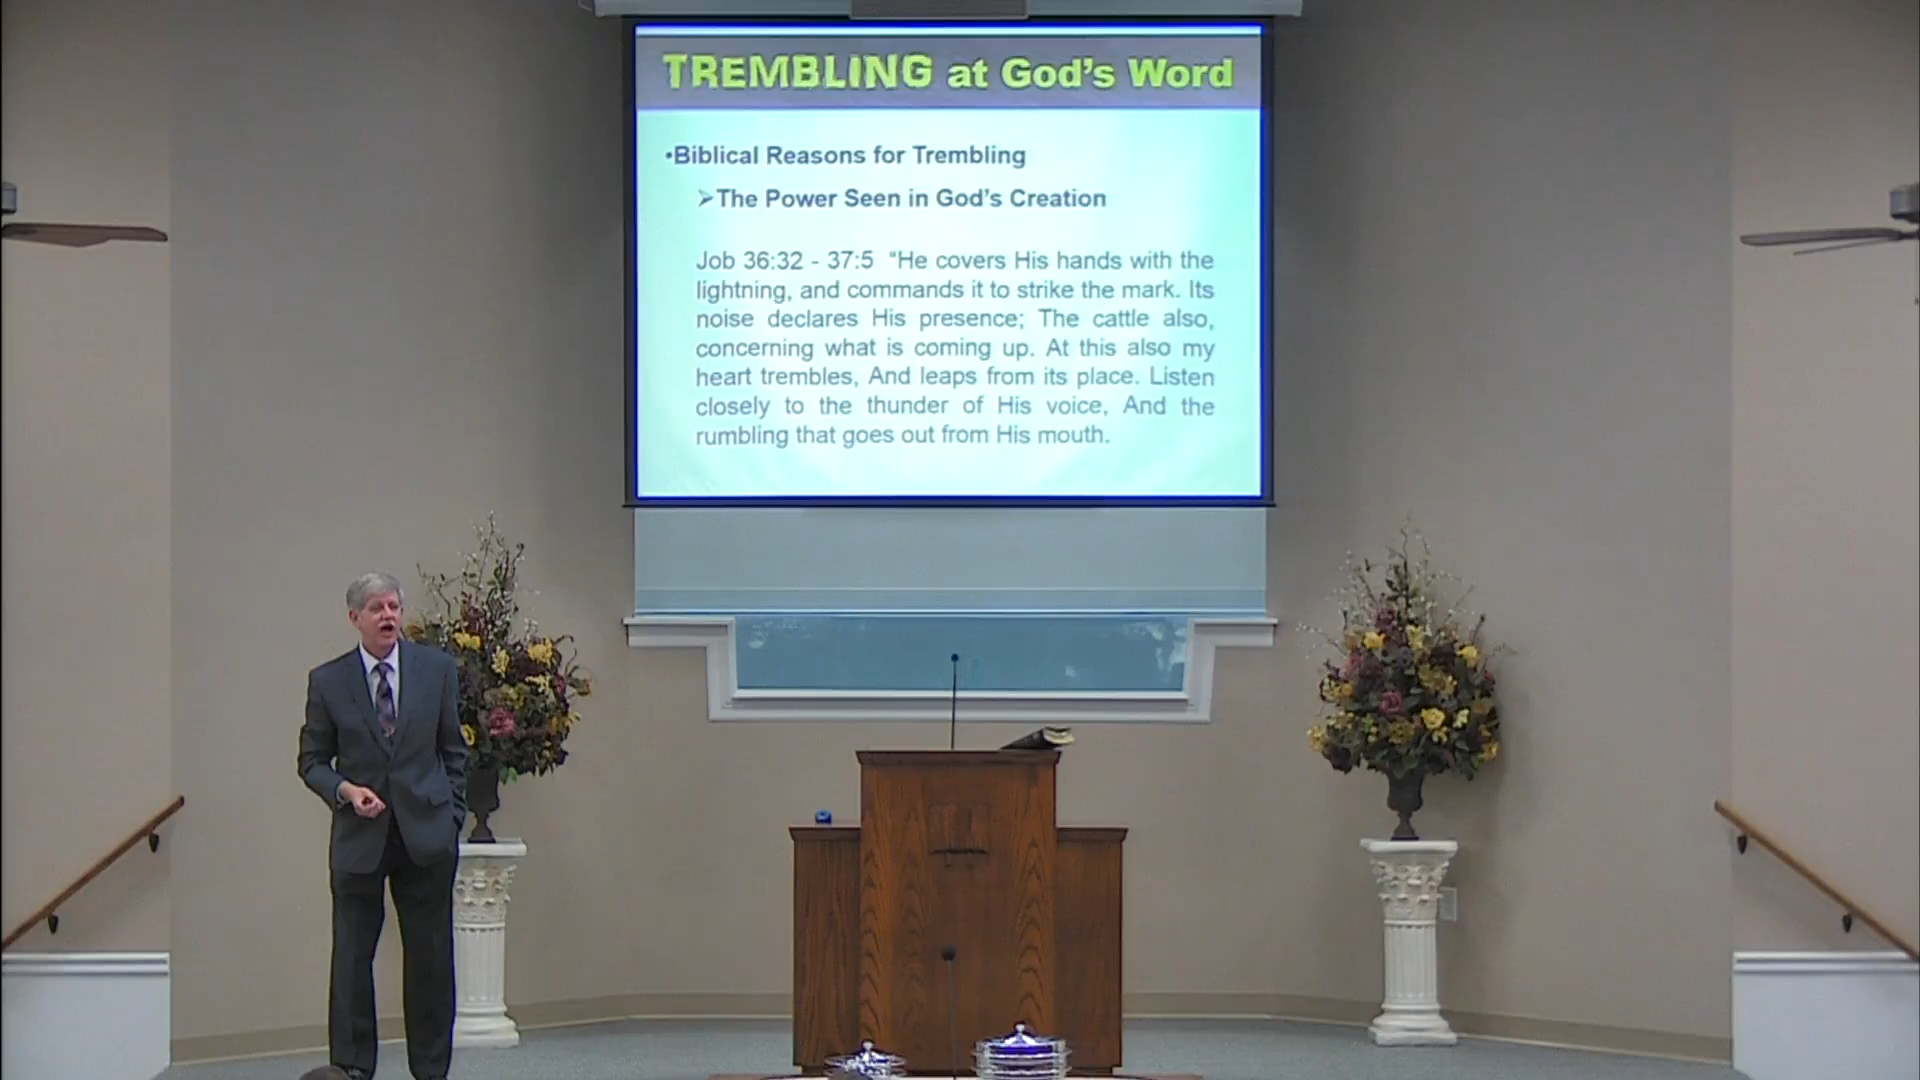 TREMBLING at God's Word
•Biblical Reasons for Trembling
➢The Power Seen in God's Creation
Job 36:32 - 37:5 "He covers His hands with the
lightning, and commands it to strike the mark. Its
noise declares His presence; The cattle also,
concerning what is coming up. At this also my
heart trembles, And leaps from its place. Listen
closely to the thunder of His voice, And the
rumbling that goes out from His mouth.